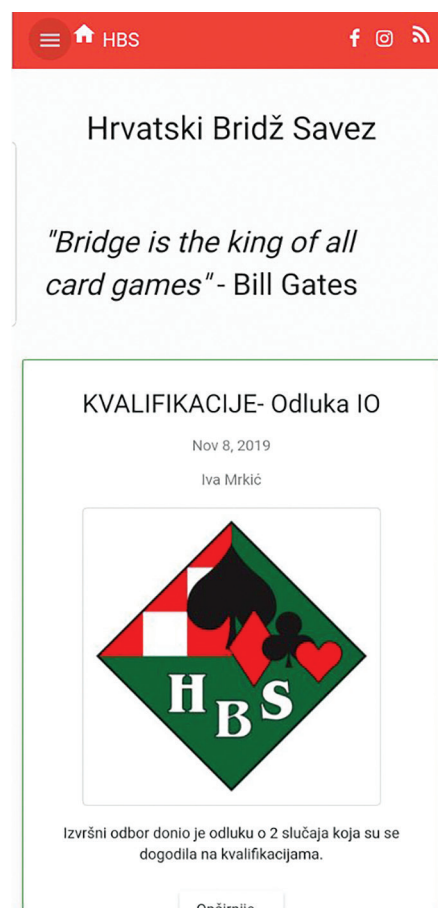 HBS
Hrvatski Bridž Savez
"Bridge is the king of all
card games" - Bill Gates
KVALIFIKACIJE- Odluka IO
Nov 8, 2019
Iva Mrkić
HBS
Izvršni odbor donio je odluku o 2 slučaja koja su se
dogodila na kvalifikacijama.